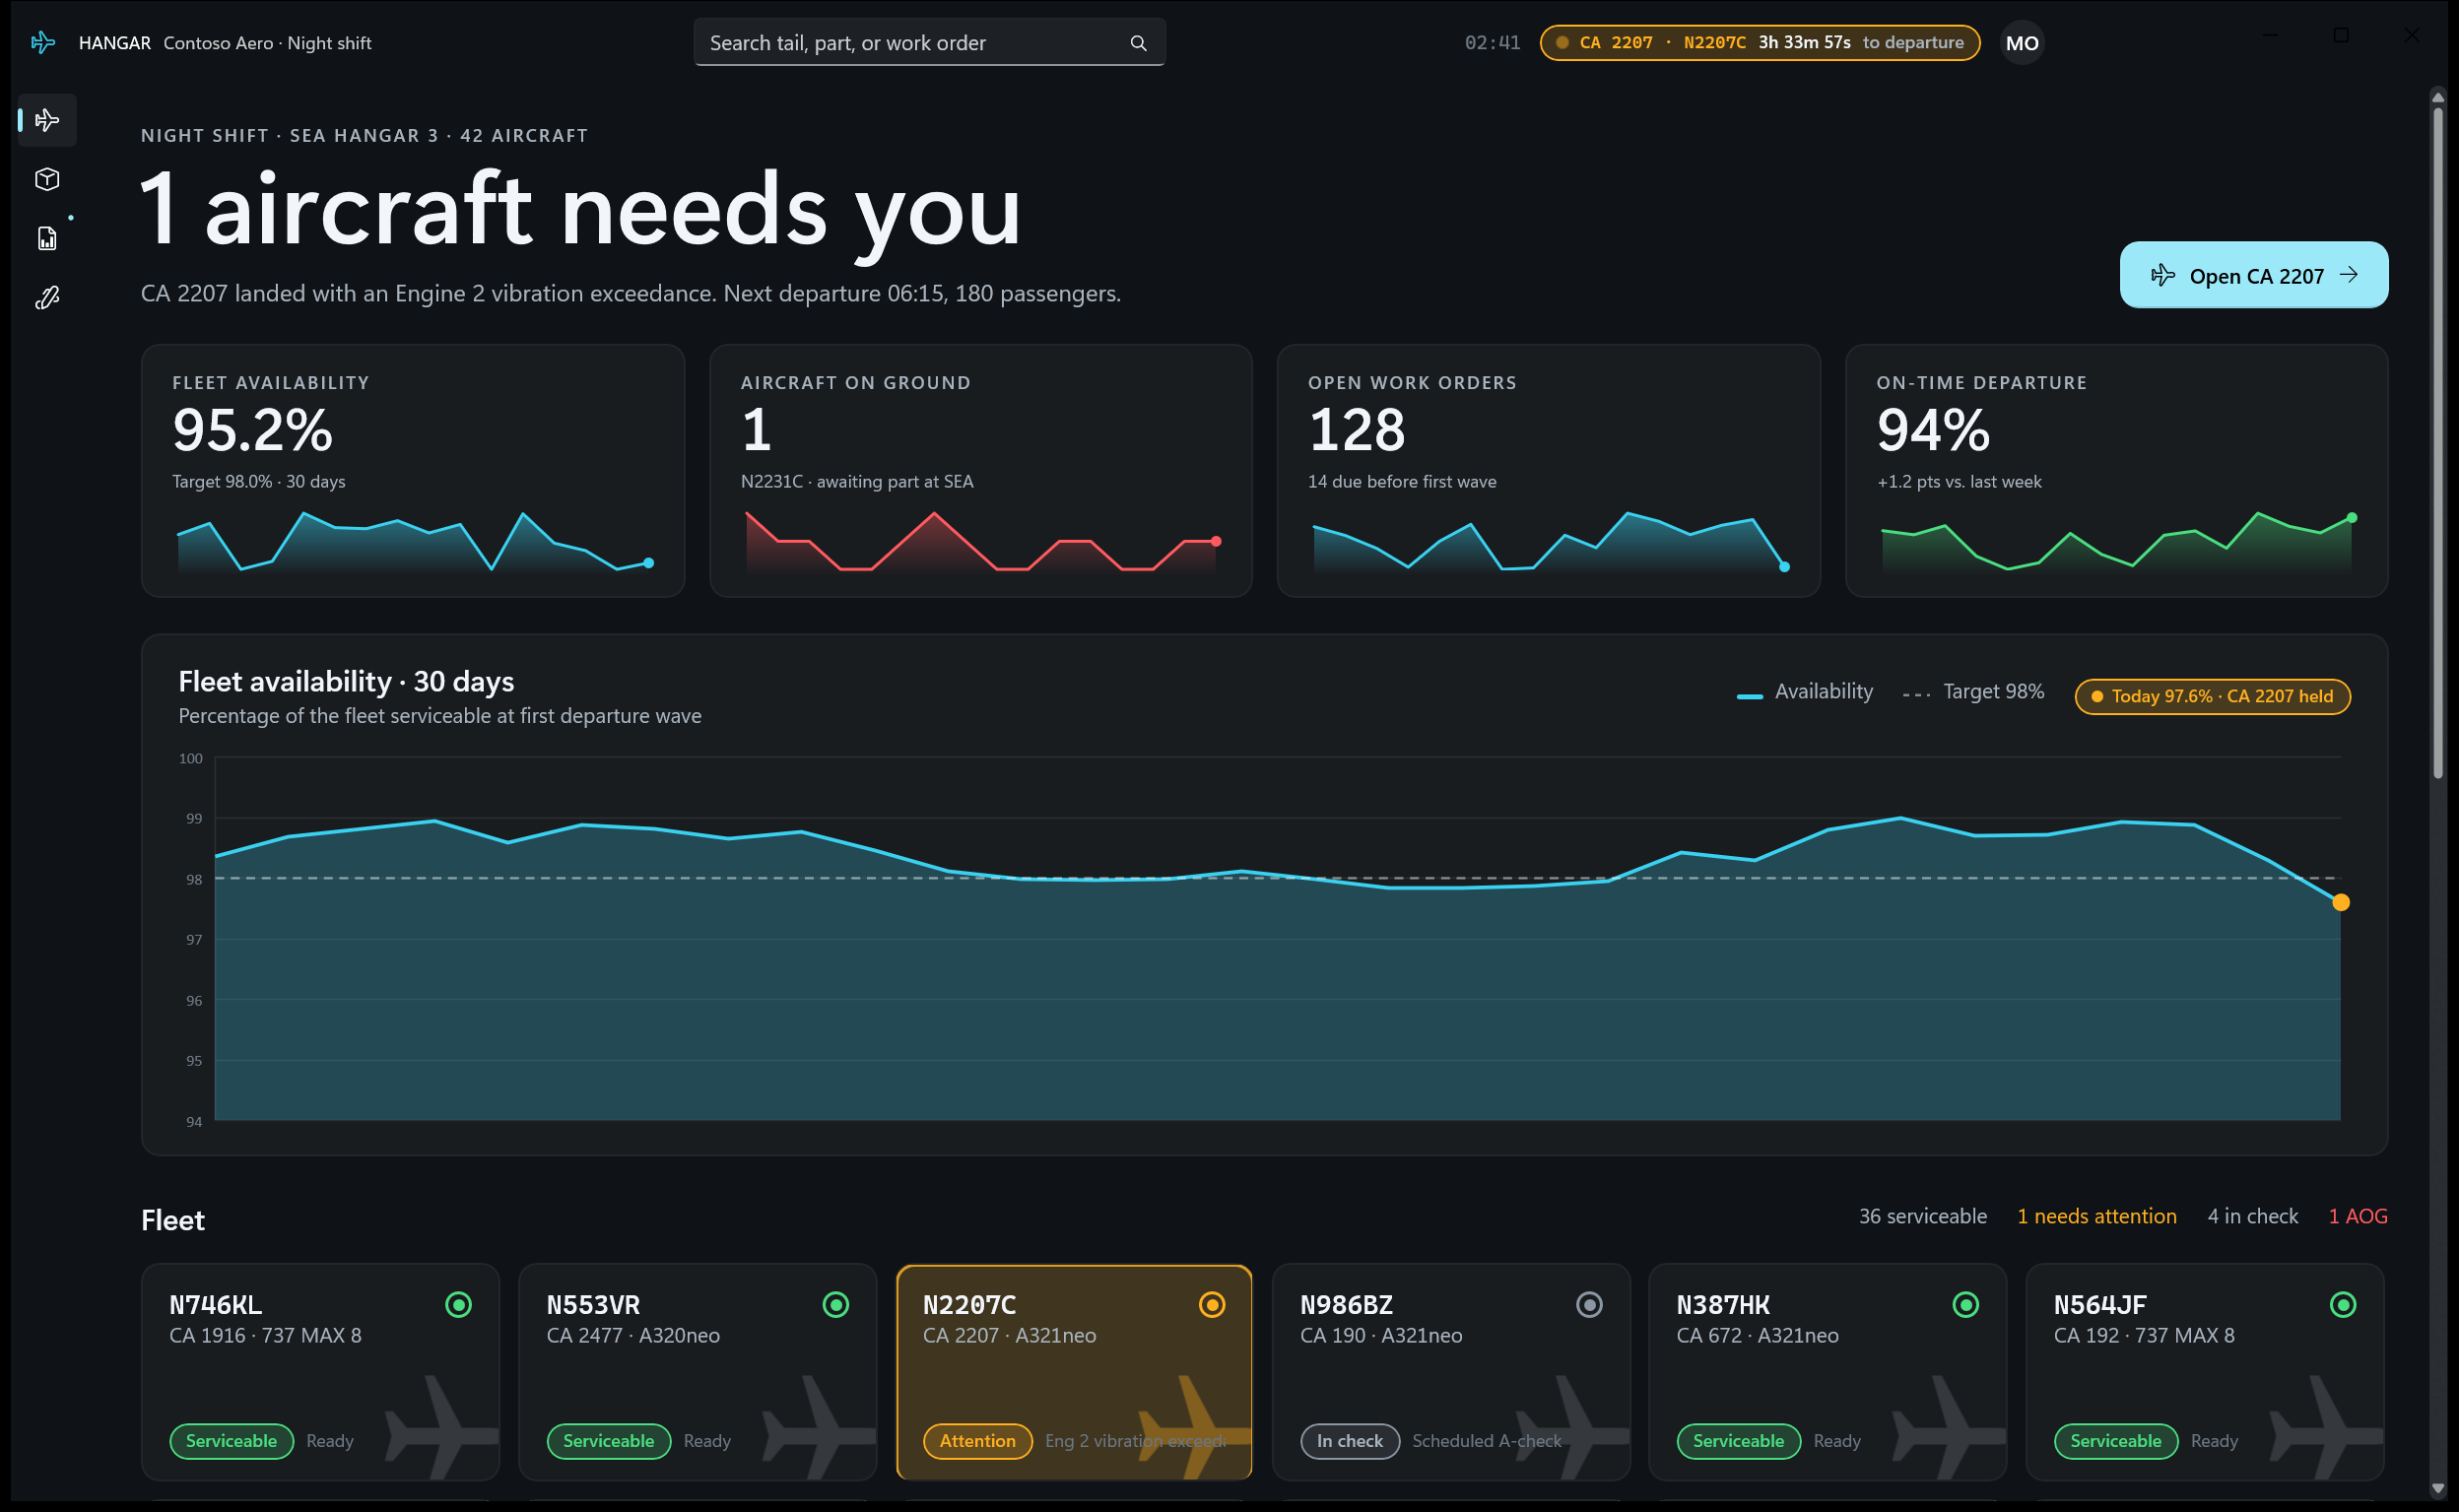 HANGAR Contoso Aero · Night shift
Search tail, part, or work order
02:41
CA 2207 · N2207C 3h 33m 57s to departure
MO
NIGHT SHIFT · SEA HANGAR 3 · 42 AIRCRAFT
1 aircraft needs you
CA 2207 landed with an Engine 2 vibration exceedance. Next departure 06:15, 180 passengers.
Open CA 2207
FLEET AVAILABILITY
95.2%
Target 98.0% · 30 days
AIRCRAFT ON GROUND
1
N2231C · awaiting part at SEA
OPEN WORK ORDERS
128
14 due before first wave
ON-TIME DEPARTURE
94%
+1.2 pts vs. last week
Fleet availability · 30 days
Percentage of the fleet serviceable at first departure wave
Availability
Target 98%
Today 97.6% · CA 2207 held
100
99
98
97
96
95
94
Fleet
36 serviceable
1 needs attention
4 in check
1 AOG
N746KL
CA 1916 · 737 MAX 8
Serviceable
Ready
N553VR
CA 2477 · A320neo
Serviceable
Ready
N2207C
CA 2207 · A321neo
Attention
Eng 2 vibration exceedi
N986BZ
CA 190 · A321neo
In check
Scheduled A-check
N387HK
CA 672 · A321neo
Serviceable
Ready
N564JF
CA 192 · 737 MAX 8
Serviceable
Ready